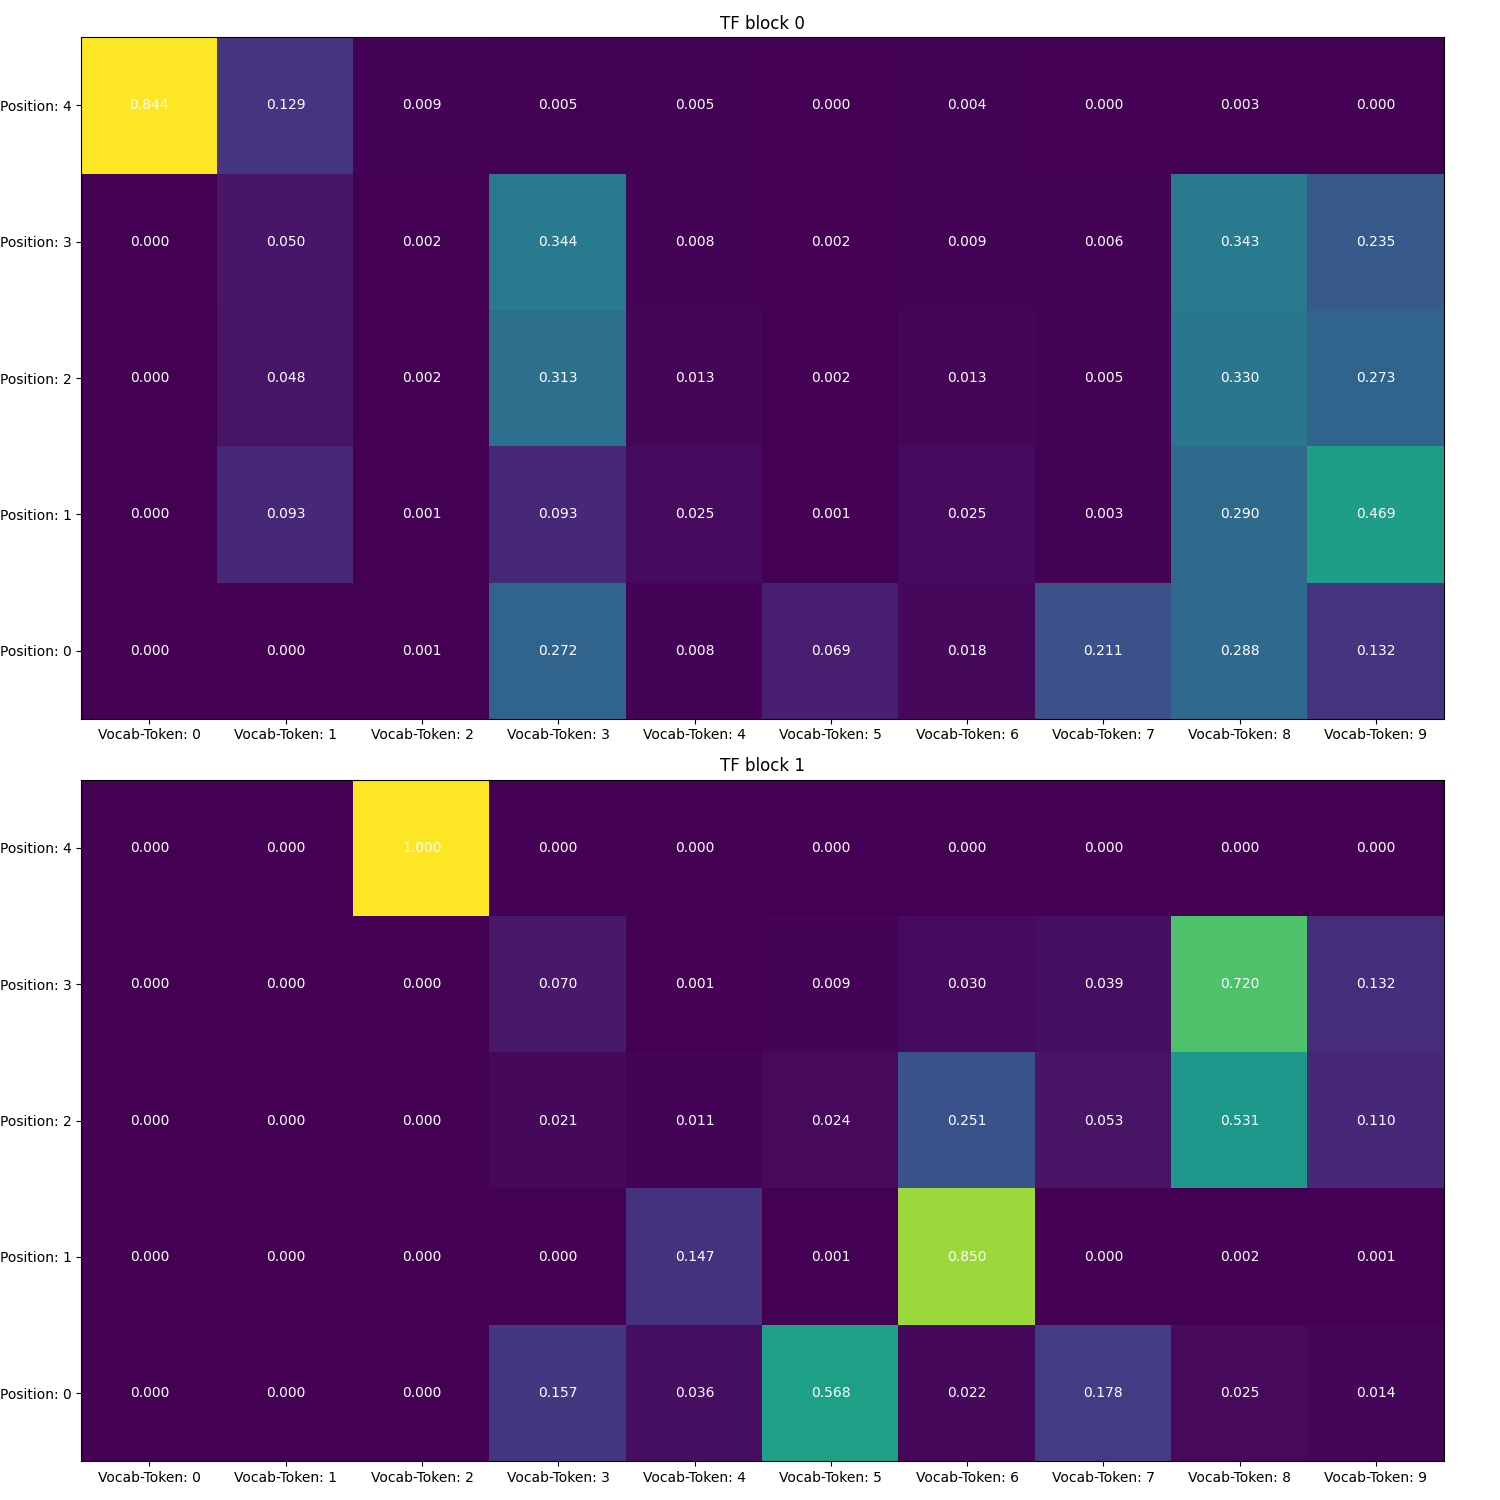 TF block 0
Position: 4 0.844 0.129 0.009 0.005 0.005 0.000 0.004 0.000 0.003 0.000
Position: 3 0.000 0.050 0.002 0.344 0.008 0.002 0.009 0.006 0.343 0.235
Position: 2 0.000 0.048 0.002 0.313 0.013 0.002 0.013 0.005 0.330 0.273
Position: 1 0.000 0.093 0.001 0.093 0.025 0.001 0.025 0.003 0.290 0.469
Position: 0 0.000 0.000 0.001 0.272 0.008 0.069 0.018 0.211 0.288 0.132
Vocab-Token: 0 Vocab-Token: 1 Vocab-Token: 2 Vocab-Token: 3 Vocab-Token: 4 Vocab-Token: 5 Vocab-Token: 6 Vocab-Token: 7 Vocab-Token: 8 Vocab-Token: 9
TF block 1
Position: 4 0.000 0.000 1.000 0.000 0.000 0.000 0.000 0.000 0.000 0.000
Position: 3 0.000 0.000 0.000 0.070 0.001 0.009 0.030 0.039 0.720 0.132
Position: 2 0.000 0.000 0.000 0.021 0.011 0.024 0.251 0.053 0.531 0.110
Position: 1 0.000 0.000 0.000 0.000 0.147 0.001 0.850 0.000 0.002 0.001
Position: 0 0.000 0.000 0.000 0.157 0.036 0.568 0.022 0.178 0.025 0.014
Vocab-Token: 0 Vocab-Token: 1 Vocab-Token: 2 Vocab-Token: 3 Vocab-Token: 4 Vocab-Token: 5 Vocab-Token: 6 Vocab-Token: 7 Vocab-Token: 8 Vocab-Token: 9